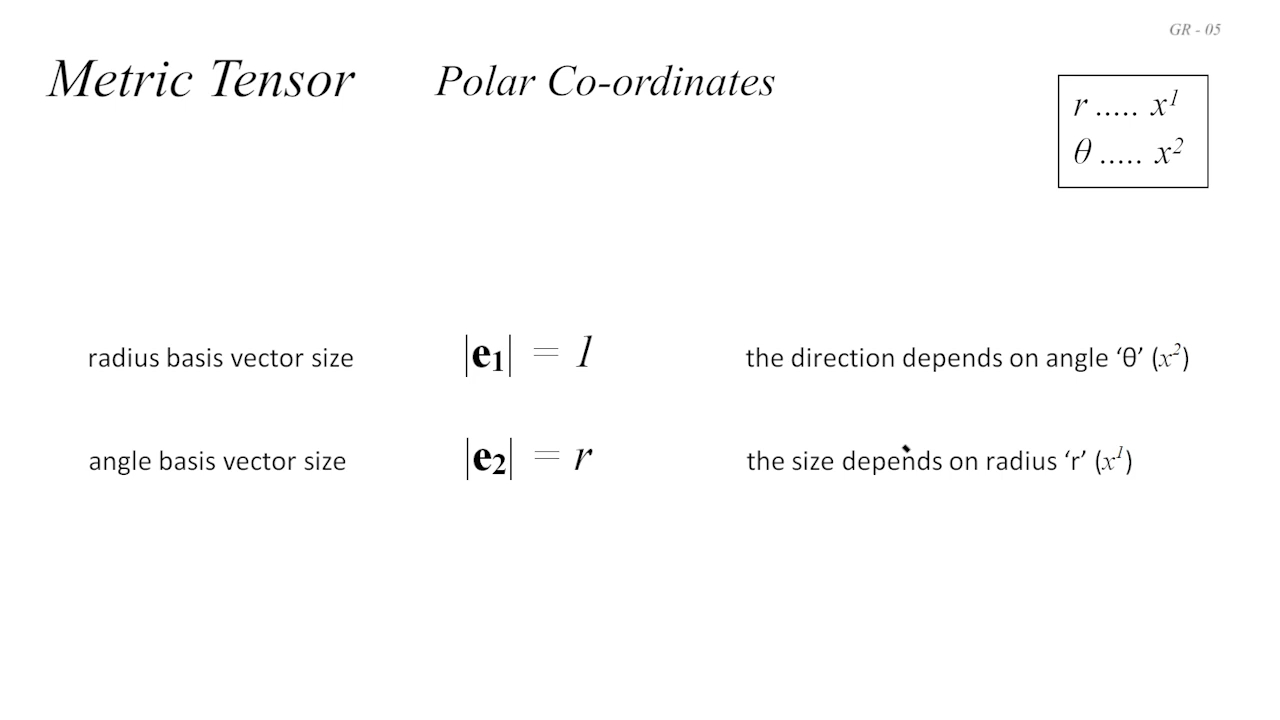 GR - 05
Metric Tensor Polar Co-ordinates
r ..... x¹
θ ..... x²
radius basis vector size |e₁| = 1 the direction depends on angle ‘θ’ (x²)
angle basis vector size |e₂| = r the size depends on radius ‘r’ (x¹)